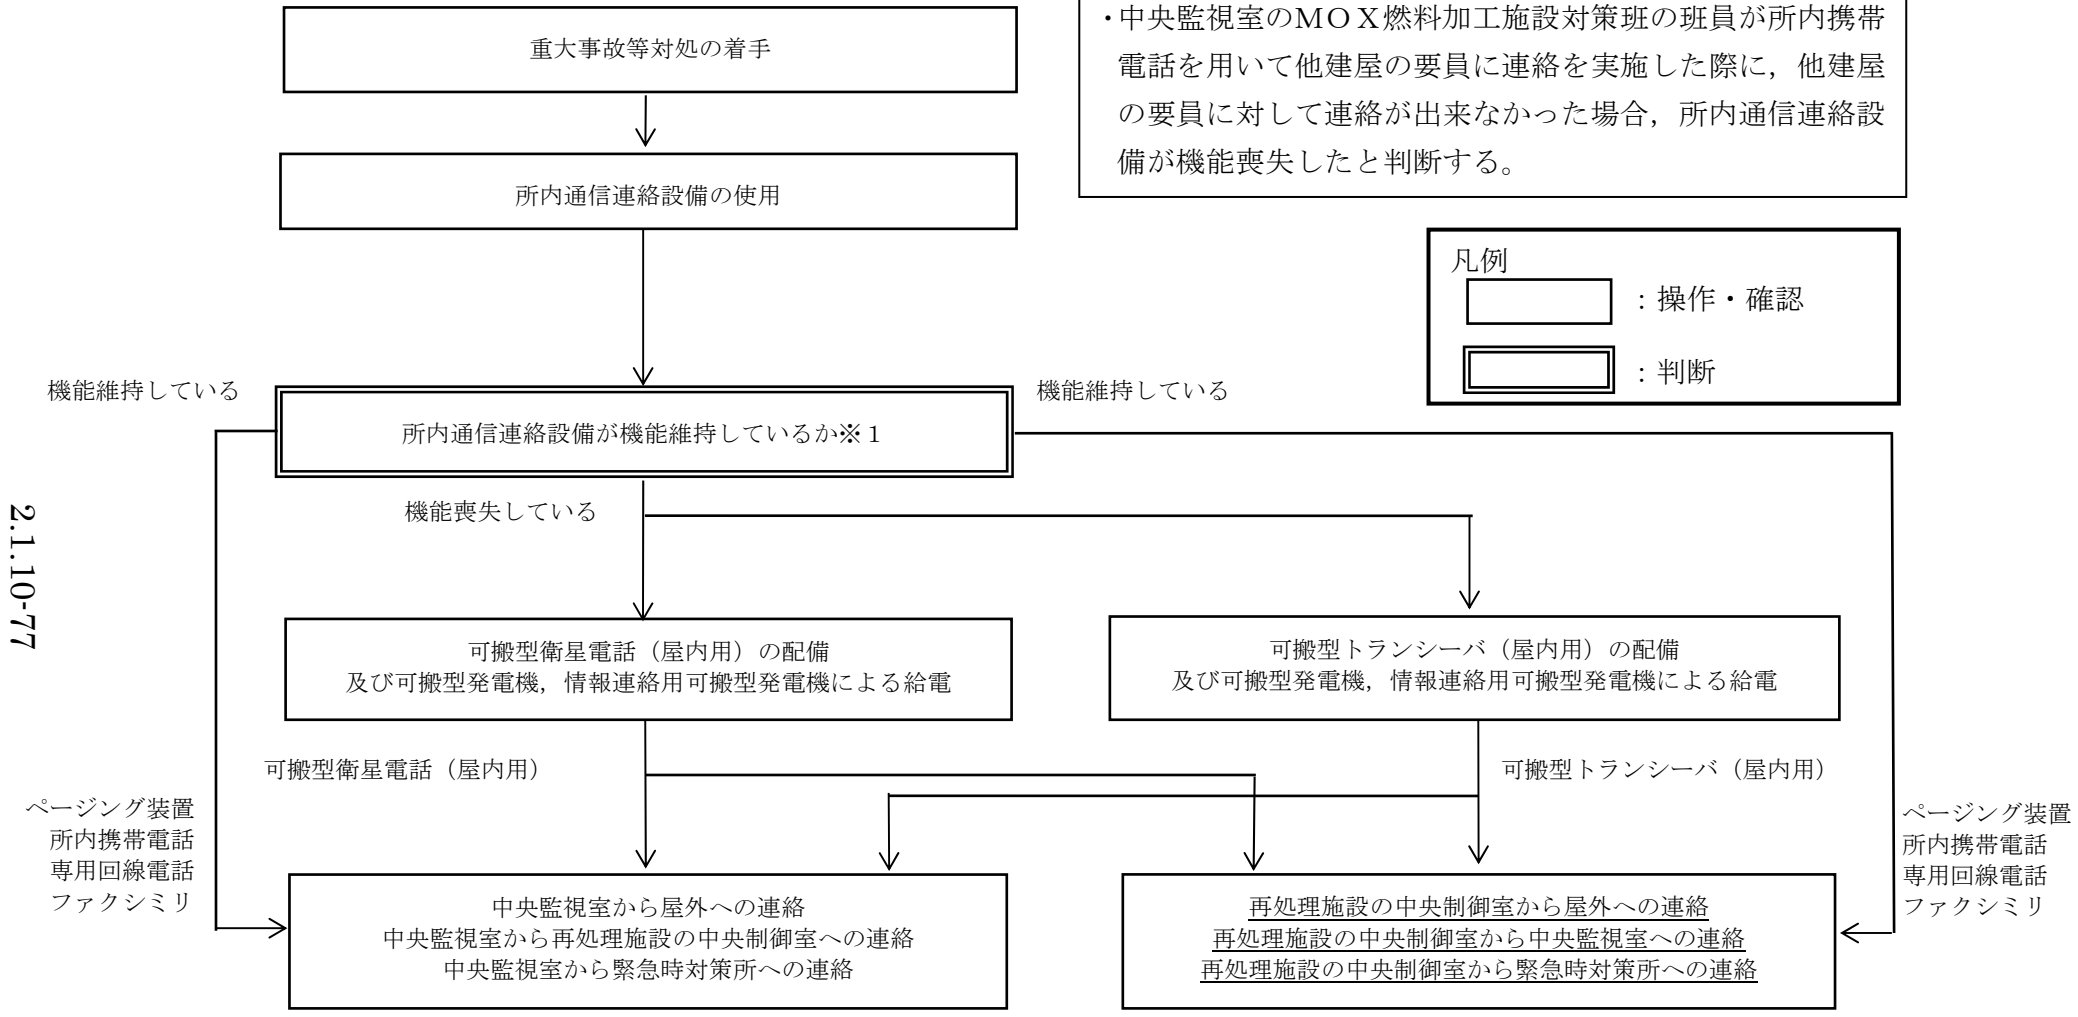 重大事故等対処の着手
・中央監視室のMOX燃料加工施設対策班の班員が所内携帯
電話を用いて他建屋の要員に連絡を実施した際に，他建屋
の要員に対して連絡が出来なかった場合，所内通信連絡設
備が機能喪失したと判断する。
所内通信連絡設備の使用
凡例
：操作・確認
：判断
機能維持している
機能維持している
所内通信連絡設備が機能維持しているか※１
機能喪失している
2.1.10-77
可搬型衛星電話（屋内用）の配備
及び可搬型発電機，情報連絡用可搬型発電機による給電
可搬型トランシーバ（屋内用）の配備
及び可搬型発電機，情報連絡用可搬型発電機による給電
可搬型衛星電話（屋内用）
可搬型トランシーバ（屋内用）
ページング装置
所内携帯電話
専用回線電話
ファクシミリ
ページング装置
所内携帯電話
専用回線電話
ファクシミリ
中央監視室から屋外への連絡
中央監視室から再処理施設の中央制御室への連絡
中央監視室から緊急時対策所への連絡
再処理施設の中央制御室から屋外への連絡
再処理施設の中央制御室から中央監視室への連絡
再処理施設の中央制御室から緊急時対策所への連絡